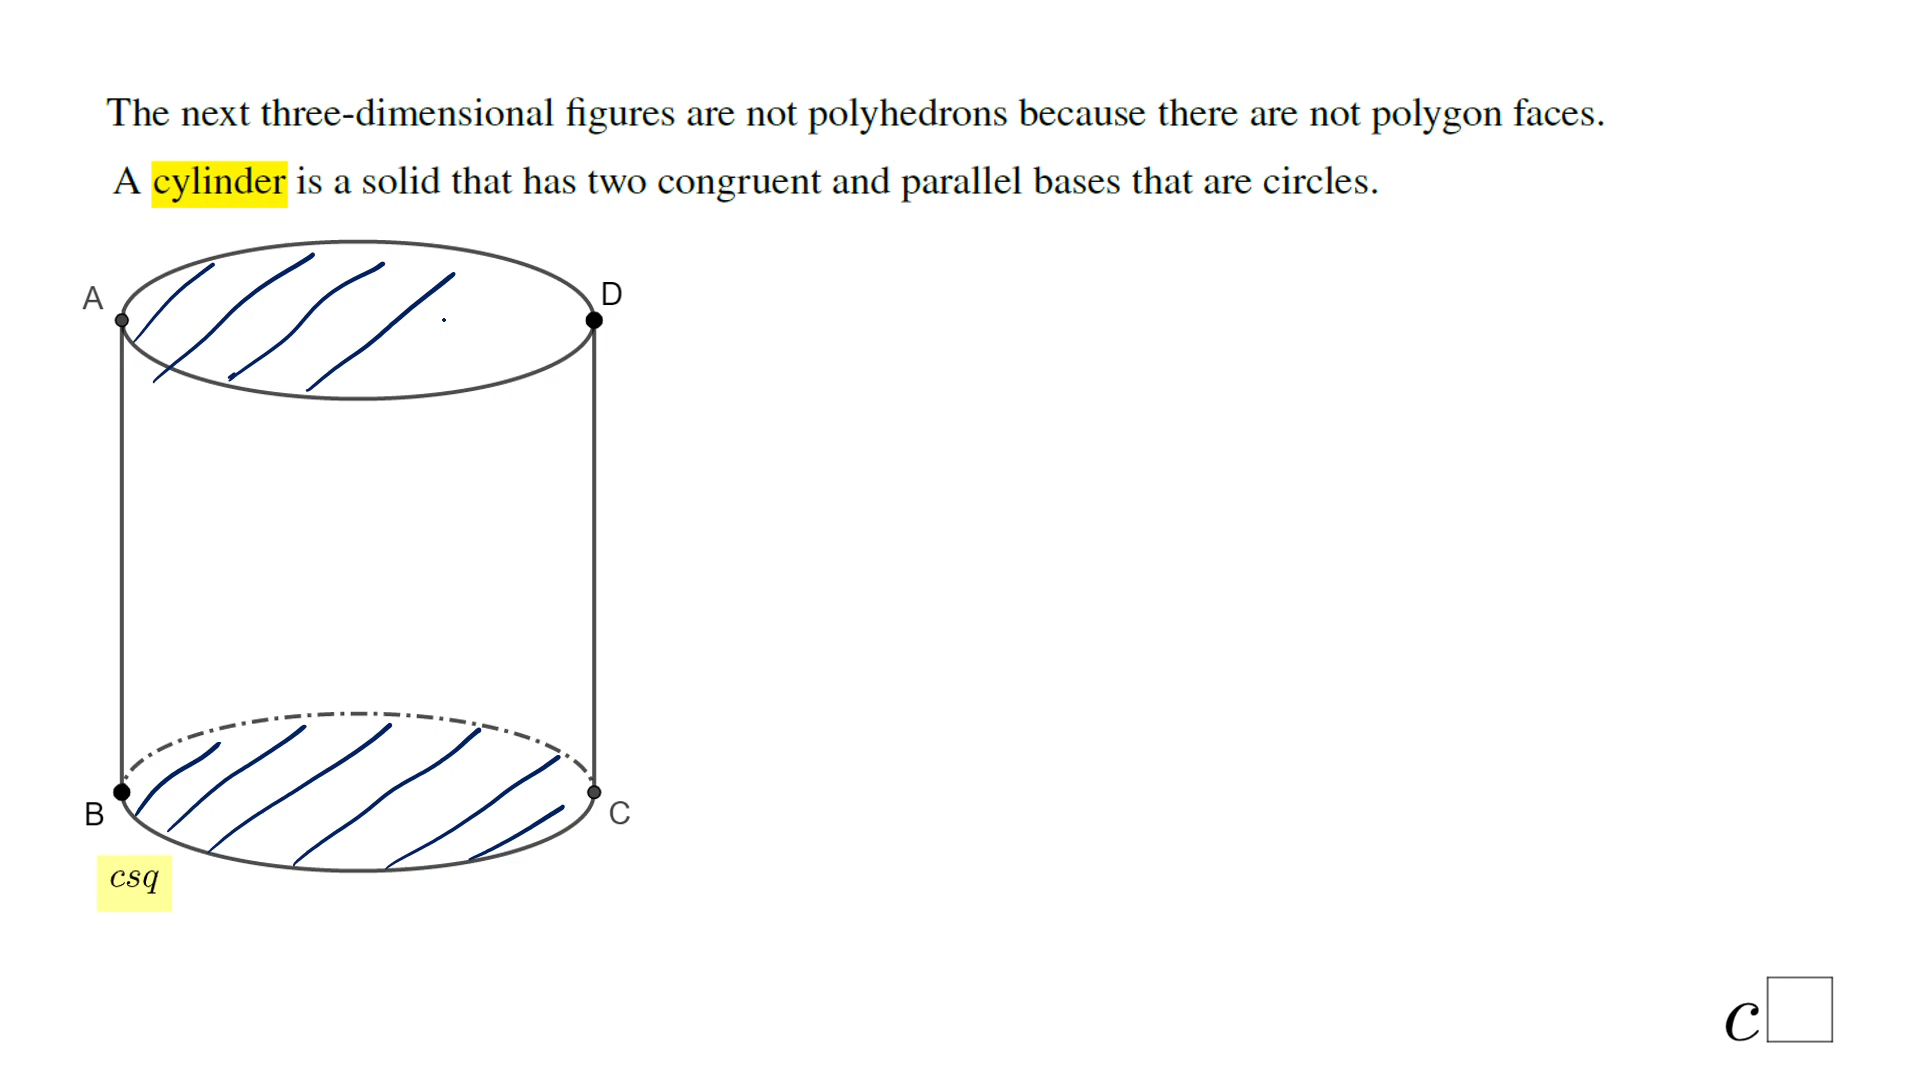 The next three-dimensional figures are not polyhedrons because there are not polygon faces.
A cylinder is a solid that has two congruent and parallel bases that are circles.
A
D
B
C
csq
c